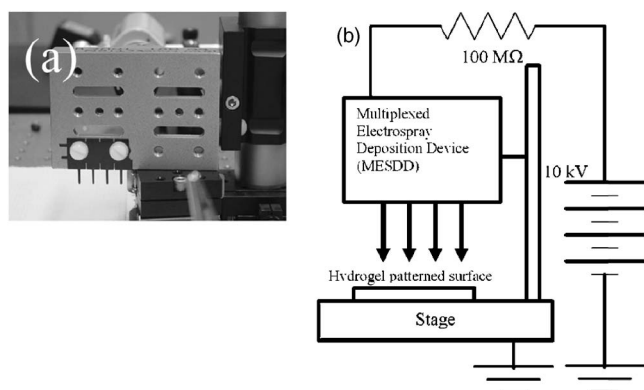 (a)
(b)
100 MΩ
Multiplexed
Electrospray
Deposition Device
(MESDD)
10 kV
Hydrogel patterned surface
Stage